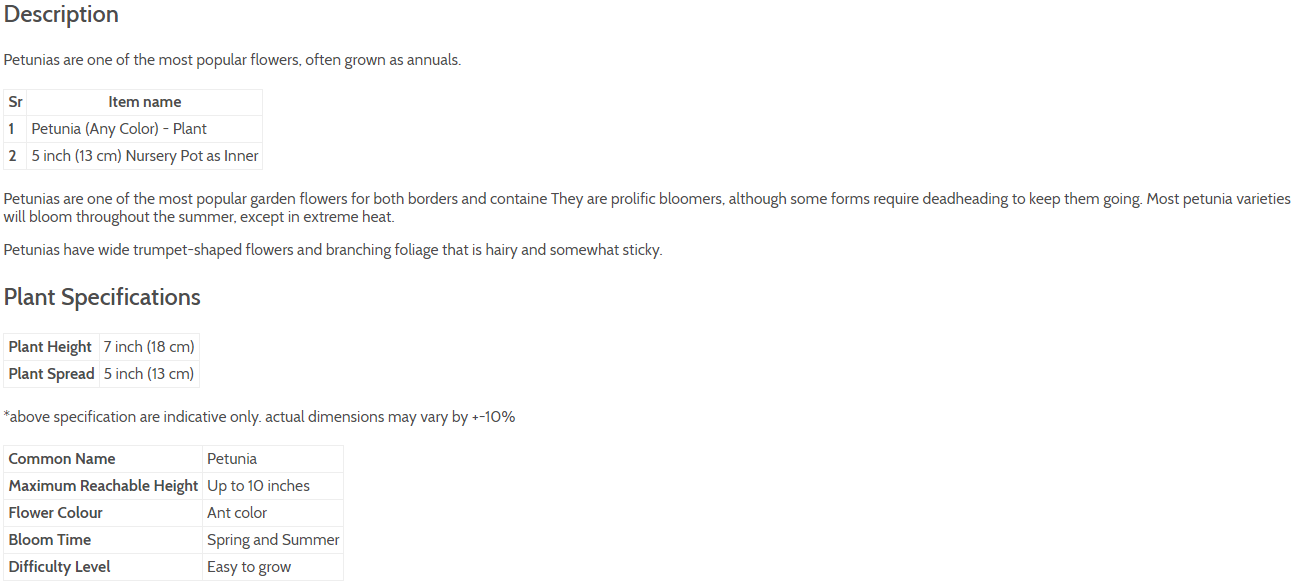 Description
Petunias are one of the most popular flowers, often grown as annuals.
Sr Item name
1 Petunia (Any Color) - Plant
2 5 inch (13 cm) Nursery Pot as Inner
Petunias are one of the most popular garden flowers for both borders and containe They are prolific bloomers, although some forms require deadheading to keep them going. Most petunia varieties
will bloom throughout the summer, except in extreme heat.
Petunias have wide trumpet-shaped flowers and branching foliage that is hairy and somewhat sticky.
Plant Specifications
Plant Height 7 inch (18 cm)
Plant Spread 5 inch (13 cm)
*above specification are indicative only. actual dimensions may vary by +-10%
Common Name Petunia
Maximum Reachable Height Up to 10 inches
Flower Colour Ant color
Bloom Time Spring and Summer
Difficulty Level Easy to grow